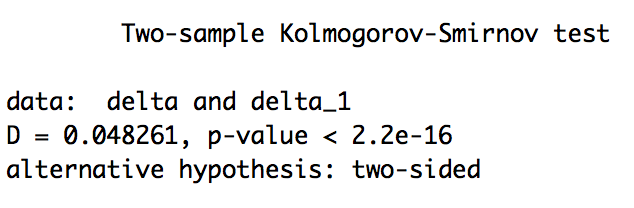 Two-sample Kolmogorov-Smirnov test
data:  delta and delta_1
D = 0.048261, p-value < 2.2e-16
alternative hypothesis: two-sided